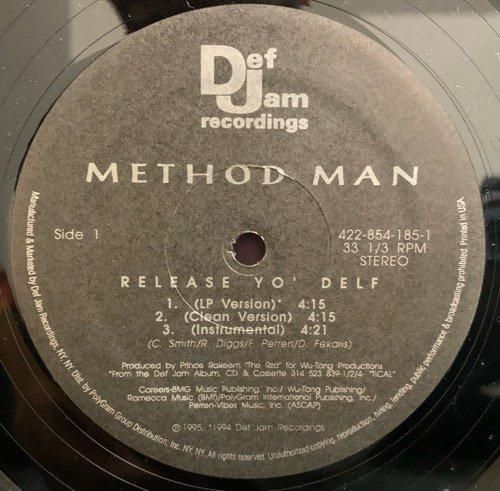 Def
Jam
recordings
METHOD MAN
Side 1
422-854-185-1
33 1/3 RPM
STEREO
RELEASE YO' DELF
1. (LP Version)* 4:15
2. (Clean Version) 4:15
3. (Instrumental) 4:21
(C. Smith/R. Diggs/F. Perren/D. Fekaris)
Produced by Prince Rakeem "The Rza" for Wu-Tang Productions
*From the Def Jam Album, CD & Cassette 314 523 839-1/2/4- "TICAL"
Careers-BMG Music Publishing, Inc./ Wu-Tang Publishing/
Ramecca Music (BMI)/PolyGram International Publishing, Inc./
Perren-Vibes Music, Inc. (ASCAP)
℗ 1995, *1994 Def Jam Recordings
Manufactured & Marketed by Def Jam Recordings, NY, NY. Dist. by PolyGram Group Distribution, Inc. NY, NY. All rights reserved. Unauthorized copying, reproduction, hiring, lending, public performance & broadcasting prohibited. Printed in USA.